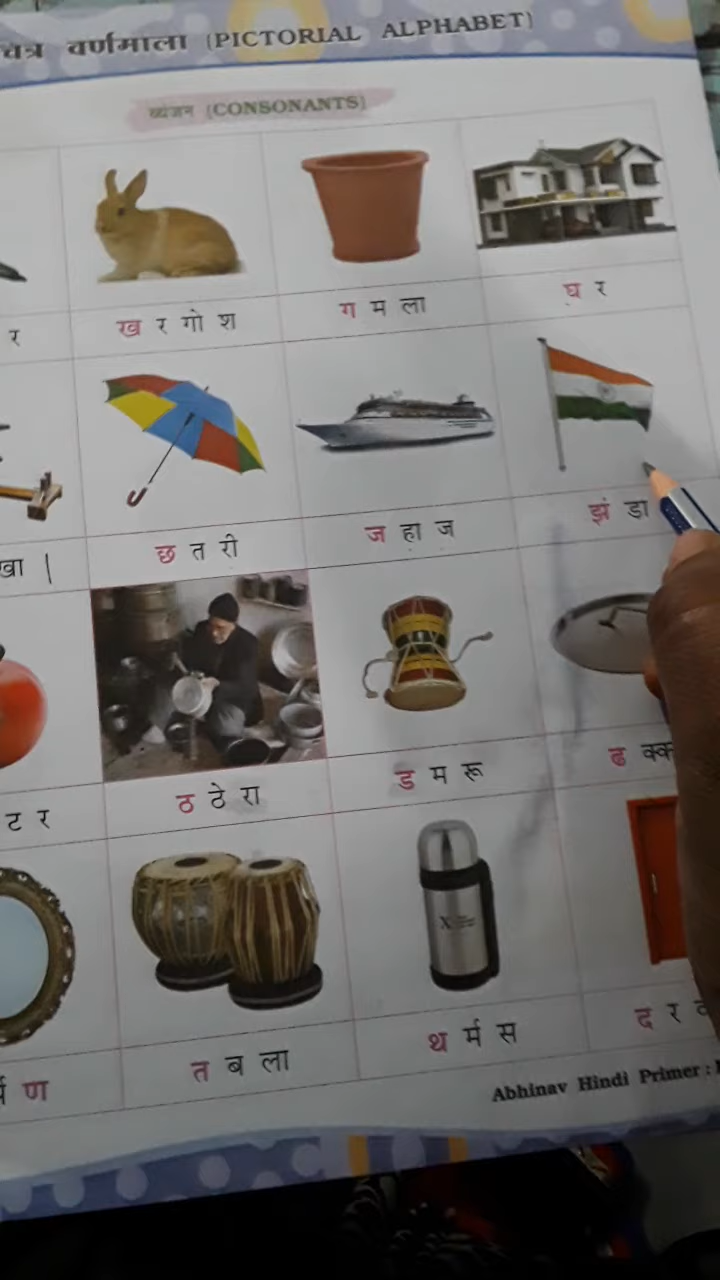 चित्र वर्णमाला (PICTORIAL ALPHABET)
व्यंजन (CONSONANTS)
र ख र गो श ग म ला घ र
खा | छ त री ज हा ज झं डा
ट र ठ ठे रा ड म रू ढ क्क
X
र्प ण त ब ला थ र्म स द र
Abhinav Hindi Primer :